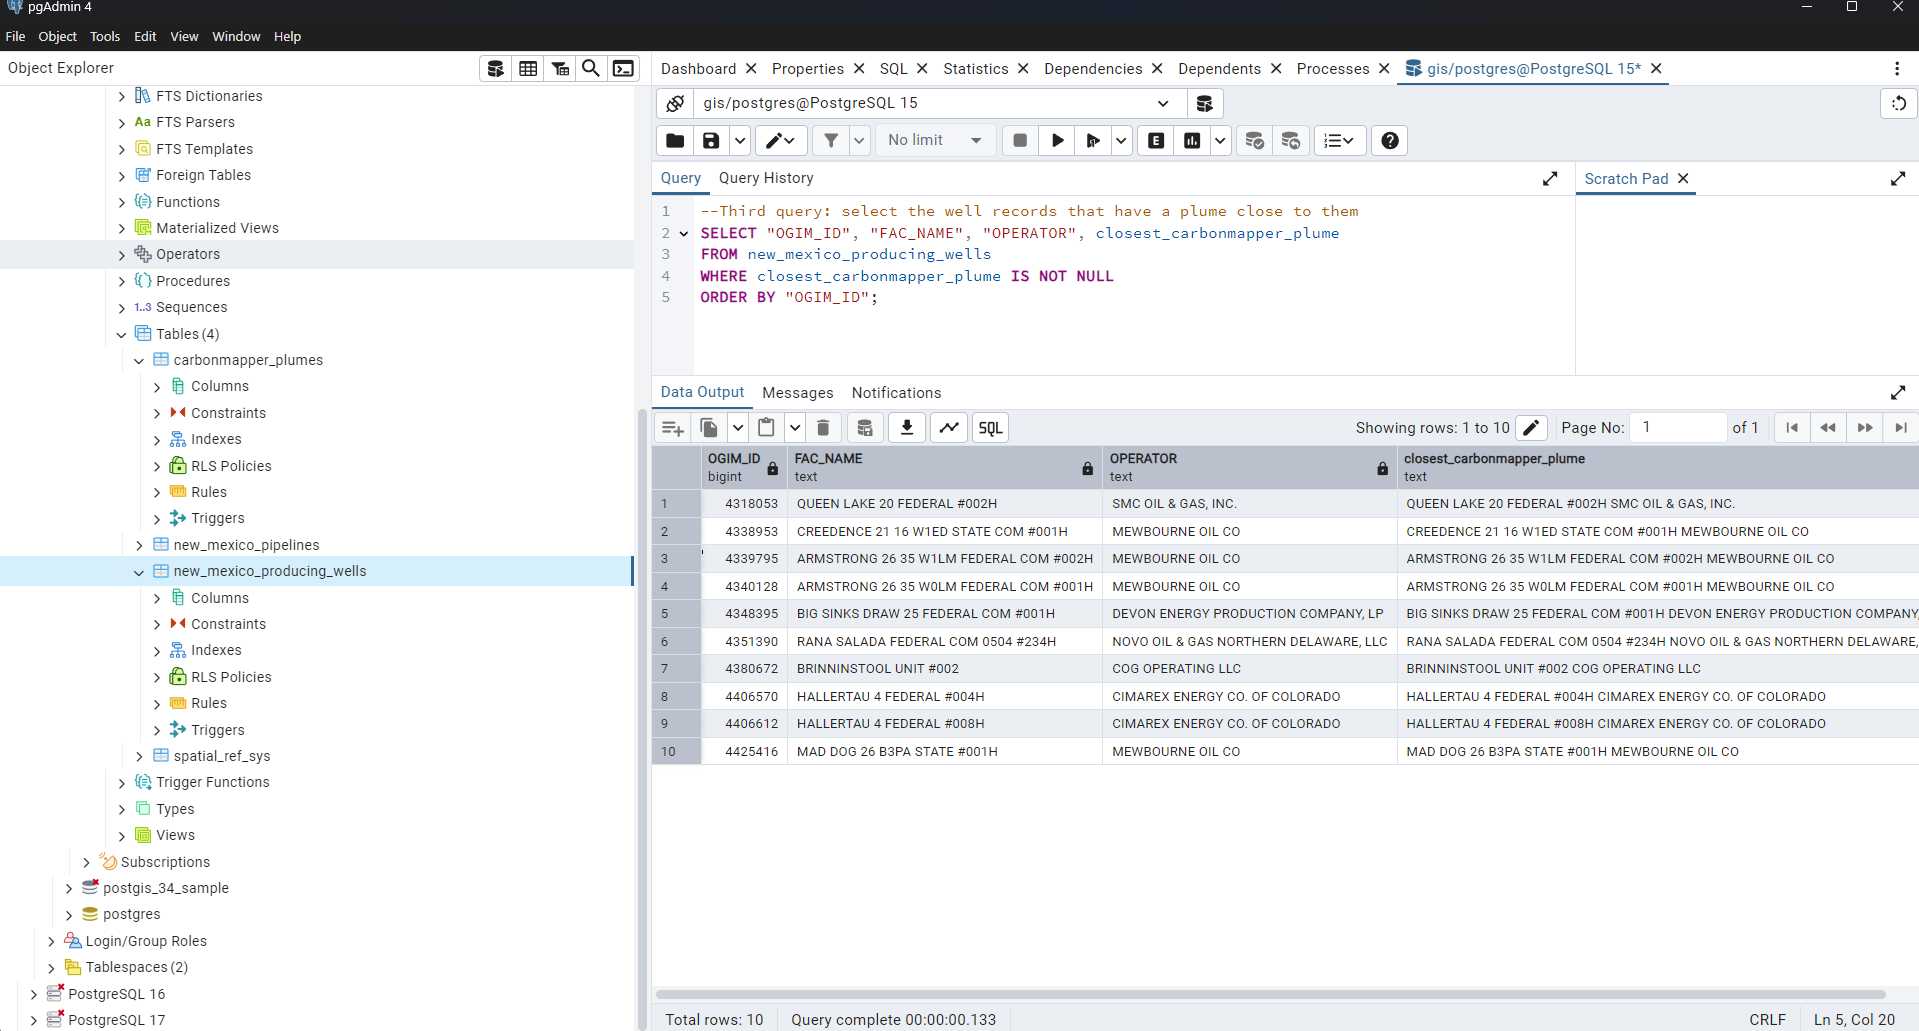 pgAdmin 4
File Object Tools Edit View Window Help
Object Explorer
FTS Dictionaries
Aa FTS Parsers
FTS Templates
Foreign Tables
Functions
Materialized Views
Operators
Procedures
1..3 Sequences
Tables (4)
carbonmapper_plumes
Columns
Constraints
Indexes
RLS Policies
Rules
Triggers
new_mexico_pipelines
new_mexico_producing_wells
Columns
Constraints
Indexes
RLS Policies
Rules
Triggers
spatial_ref_sys
Trigger Functions
Types
Views
Subscriptions
postgis_34_sample
postgres
Login/Group Roles
Tablespaces (2)
PostgreSQL 16
PostgreSQL 17
Dashboard Properties SQL Statistics Dependencies Dependents Processes gis/postgres@PostgreSQL 15*
gis/postgres@PostgreSQL 15
No limit E
Query Query History
Scratch Pad
1 --Third query: select the well records that have a plume close to them
2 SELECT "OGIM_ID", "FAC_NAME", "OPERATOR", closest_carbonmapper_plume
3 FROM new_mexico_producing_wells
4 WHERE closest_carbonmapper_plume IS NOT NULL
5 ORDER BY "OGIM_ID";
Data Output Messages Notifications
SQL Showing rows: 1 to 10 Page No: 1 of 1
OGIM_ID FAC_NAME OPERATOR closest_carbonmapper_plume
bigint text text text
1 4318053 QUEEN LAKE 20 FEDERAL #002H SMC OIL & GAS, INC. QUEEN LAKE 20 FEDERAL #002H SMC OIL & GAS, INC.
2 4338953 CREEDENCE 21 16 W1ED STATE COM #001H MEWBOURNE OIL CO CREEDENCE 21 16 W1ED STATE COM #001H MEWBOURNE OIL CO
3 4339795 ARMSTRONG 26 35 W1LM FEDERAL COM #002H MEWBOURNE OIL CO ARMSTRONG 26 35 W1LM FEDERAL COM #002H MEWBOURNE OIL CO
4 4340128 ARMSTRONG 26 35 W0LM FEDERAL COM #001H MEWBOURNE OIL CO ARMSTRONG 26 35 W0LM FEDERAL COM #001H MEWBOURNE OIL CO
5 4348395 BIG SINKS DRAW 25 FEDERAL COM #001H DEVON ENERGY PRODUCTION COMPANY, LP BIG SINKS DRAW 25 FEDERAL COM #001H DEVON ENERGY PRODUCTION COMPANY,
6 4351390 RANA SALADA FEDERAL COM 0504 #234H NOVO OIL & GAS NORTHERN DELAWARE, LLC RANA SALADA FEDERAL COM 0504 #234H NOVO OIL & GAS NORTHERN DELAWARE,
7 4380672 BRINNINSTOOL UNIT #002 COG OPERATING LLC BRINNINSTOOL UNIT #002 COG OPERATING LLC
8 4406570 HALLERTAU 4 FEDERAL #004H CIMAREX ENERGY CO. OF COLORADO HALLERTAU 4 FEDERAL #004H CIMAREX ENERGY CO. OF COLORADO
9 4406612 HALLERTAU 4 FEDERAL #008H CIMAREX ENERGY CO. OF COLORADO HALLERTAU 4 FEDERAL #008H CIMAREX ENERGY CO. OF COLORADO
10 4425416 MAD DOG 26 B3PA STATE #001H MEWBOURNE OIL CO MAD DOG 26 B3PA STATE #001H MEWBOURNE OIL CO
Total rows: 10 Query complete 00:00:00.133 CRLF Ln 5, Col 20